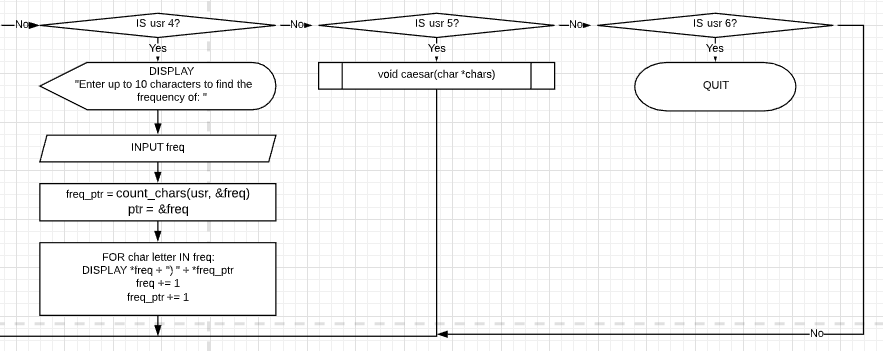 No
IS usr 4?
No
IS usr 5?
No
IS usr 6?
Yes
Yes
Yes
DISPLAY
"Enter up to 10 characters to find the
frequency of: "
void caesar(char *chars)
QUIT
INPUT freq
freq_ptr = count_chars(usr, &freq)
ptr = &freq
FOR char letter IN freq:
DISPLAY *freq + ") " + *freq_ptr
freq += 1
freq_ptr += 1
No